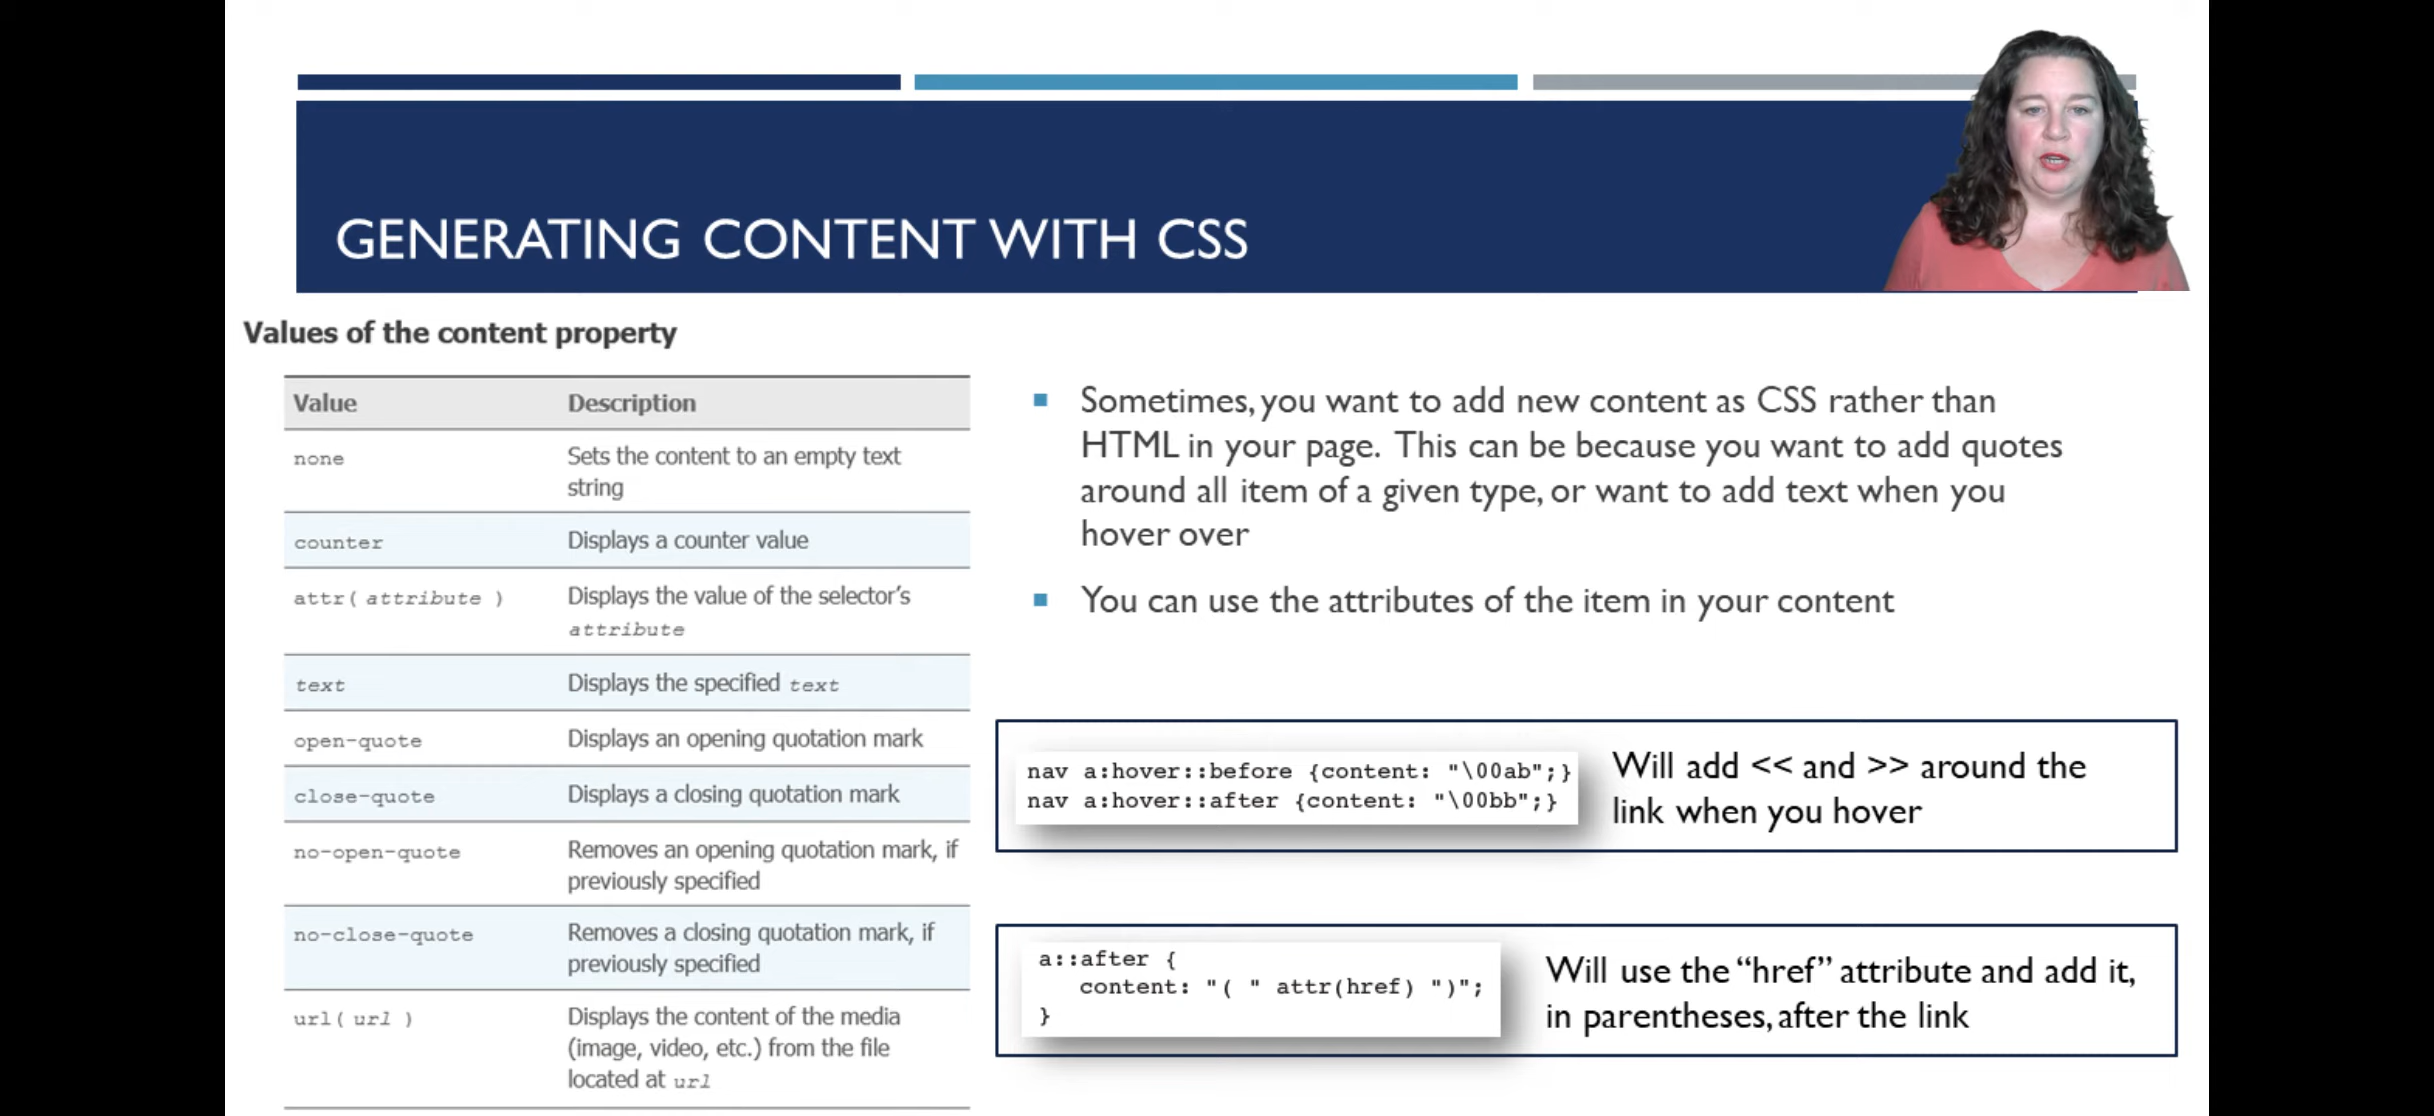 GENERATING CONTENT WITH CSS
Values of the content property
Value Description
none Sets the content to an empty text
string
counter Displays a counter value
attr( attribute ) Displays the value of the selector's
attribute
text Displays the specified text
open-quote Displays an opening quotation mark
close-quote Displays a closing quotation mark
no-open-quote Removes an opening quotation mark, if
previously specified
no-close-quote Removes a closing quotation mark, if
previously specified
url( url ) Displays the content of the media
(image, video, etc.) from the file
located at url
Sometimes, you want to add new content as CSS rather than
HTML in your page. This can be because you want to add quotes
around all item of a given type, or want to add text when you
hover over
You can use the attributes of the item in your content
nav a:hover::before {content: "\00ab";}
nav a:hover::after {content: "\00bb";}
Will add << and >> around the
link when you hover
a::after {
content: "( " attr(href) ")";
}
Will use the “href” attribute and add it,
in parentheses, after the link